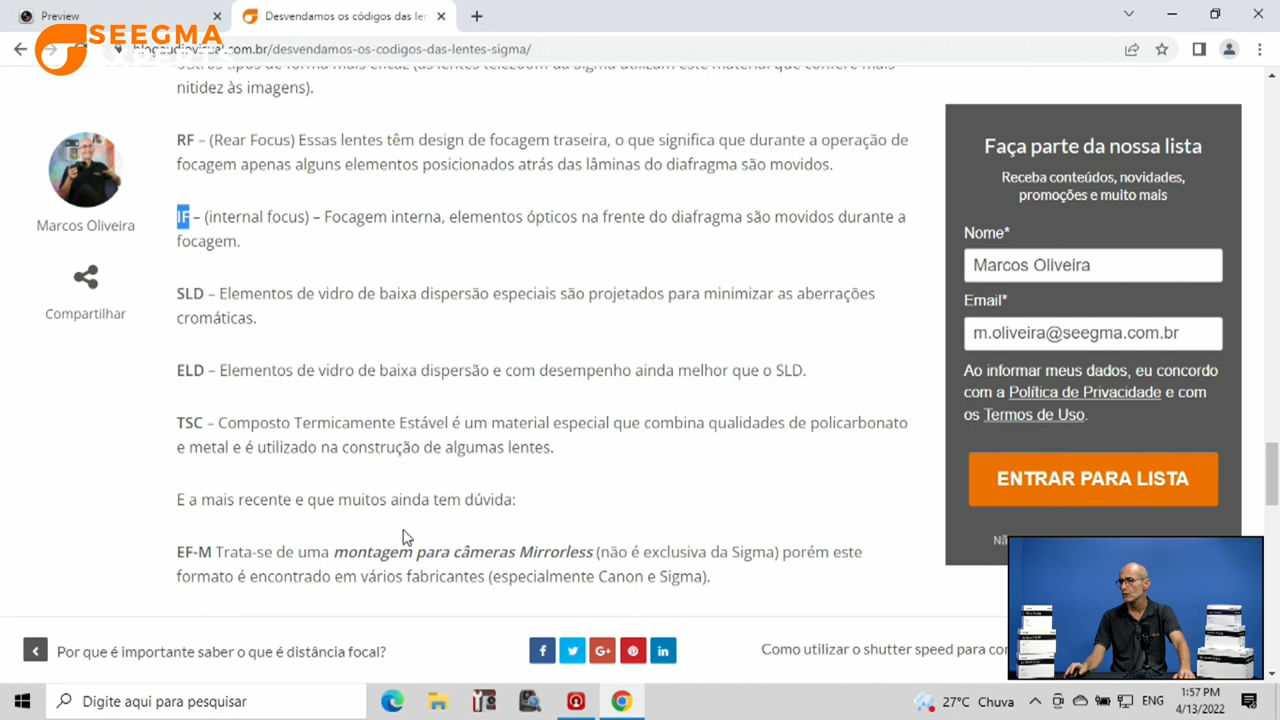 Preview
Desvendamos os códigos das len
SEEGMA
blogaudiovisual.com.br/desvendamos-os-codigos-das-lentes-sigma/
outros tipos de forma mais eficaz (as lentes telezoom da Sigma utilizam este material que confere mais
nitidez às imagens).
RF – (Rear Focus) Essas lentes têm design de focagem traseira, o que significa que durante a operação de
focagem apenas alguns elementos posicionados atrás das lâminas do diafragma são movidos.
IF – (internal focus) – Focagem interna, elementos ópticos na frente do diafragma são movidos durante a
focagem.
SLD – Elementos de vidro de baixa dispersão especiais são projetados para minimizar as aberrações
cromáticas.
ELD – Elementos de vidro de baixa dispersão e com desempenho ainda melhor que o SLD.
TSC – Composto Termicamente Estável é um material especial que combina qualidades de policarbonato
e metal e é utilizado na construção de algumas lentes.
E a mais recente e que muitos ainda tem dúvida:
EF-M Trata-se de uma montagem para câmeras Mirrorless (não é exclusiva da Sigma) porém este
formato é encontrado em vários fabricantes (especialmente Canon e Sigma).
Marcos Oliveira
Compartilhar
Faça parte da nossa lista
Receba conteúdos, novidades,
promoções e muito mais
Nome*
Marcos Oliveira
Email*
m.oliveira@seegma.com.br
Ao informar meus dados, eu concordo
com a Política de Privacidade e com
os Termos de Uso.
ENTRAR PARA LISTA
Por que é importante saber o que é distância focal?
Como utilizar o shutter speed para con
Digite aqui para pesquisar
27°C Chuva
ENG
1:57 PM
4/13/2022